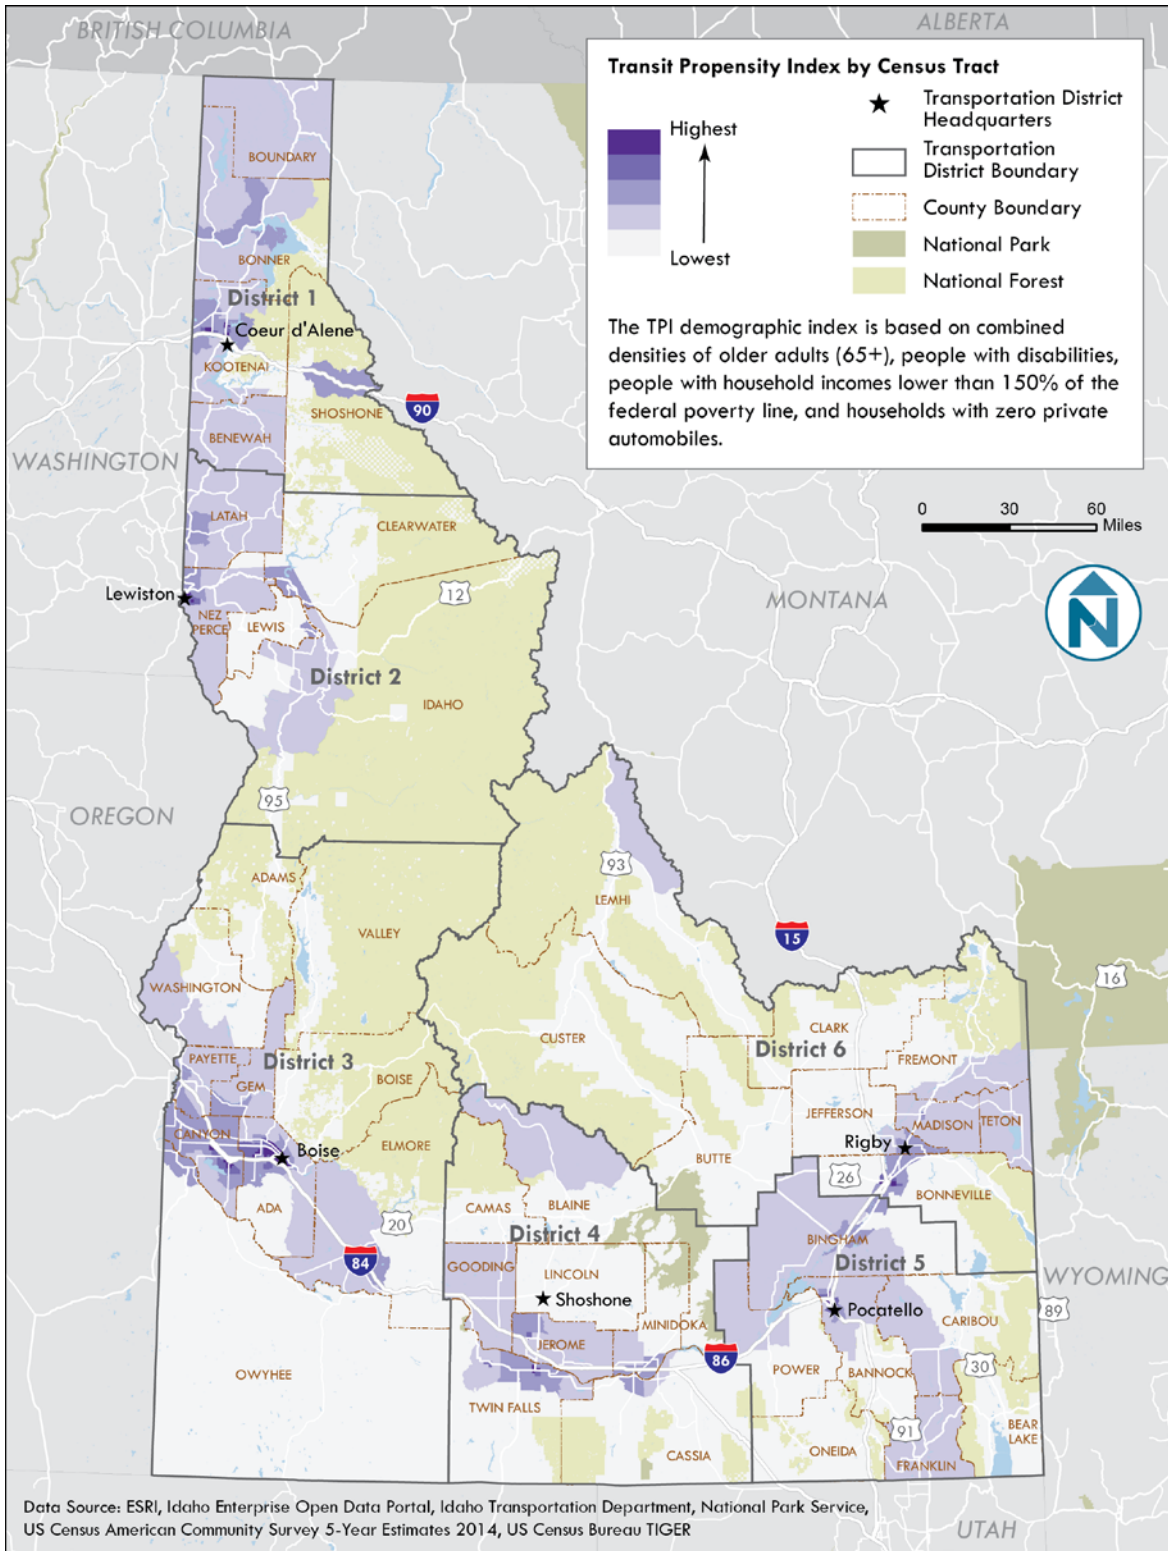 BRITISH COLUMBIA
ALBERTA
Transit Propensity Index by Census Tract
Highest
Lowest
Transportation District
Headquarters
Transportation
District Boundary
County Boundary
National Park
National Forest
The TPI demographic index is based on combined
densities of older adults (65+), people with disabilities,
people with household incomes lower than 150% of the
federal poverty line, and households with zero private
automobiles.
0 30 60
Miles
N
BOUNDARY
BONNER
District 1
Coeur d'Alene
KOOTENAI
90
SHOSHONE
BENEWAH
WASHINGTON
LATAH
CLEARWATER
Lewiston
12
MONTANA
NEZ
PERCE
LEWIS
District 2
IDAHO
95
OREGON
93
ADAMS
LEMHI
VALLEY
15
16
WASHINGTON
CUSTER
CLARK
District 6
FREMONT
PAYETTE
District 3
GEM
BOISE
JEFFERSON
MADISON
TETON
CANYON
Boise
ELMORE
Rigby
BUTTE
26
BONNEVILLE
ADA
20
CAMAS
BLAINE
District 4
BINGHAM
District 5
84
GOODING
LINCOLN
WYOMING
Shoshone
Pocatello
89
CARIBOU
MINIDOKA
JEROME
86
OWYHEE
POWER
BANNOCK
30
TWIN FALLS
91
BEAR
LAKE
CASSIA
ONEIDA
FRANKLIN
Data Source: ESRI, Idaho Enterprise Open Data Portal, Idaho Transportation Department, National Park Service,
US Census American Community Survey 5-Year Estimates 2014, US Census Bureau TIGER
UTAH